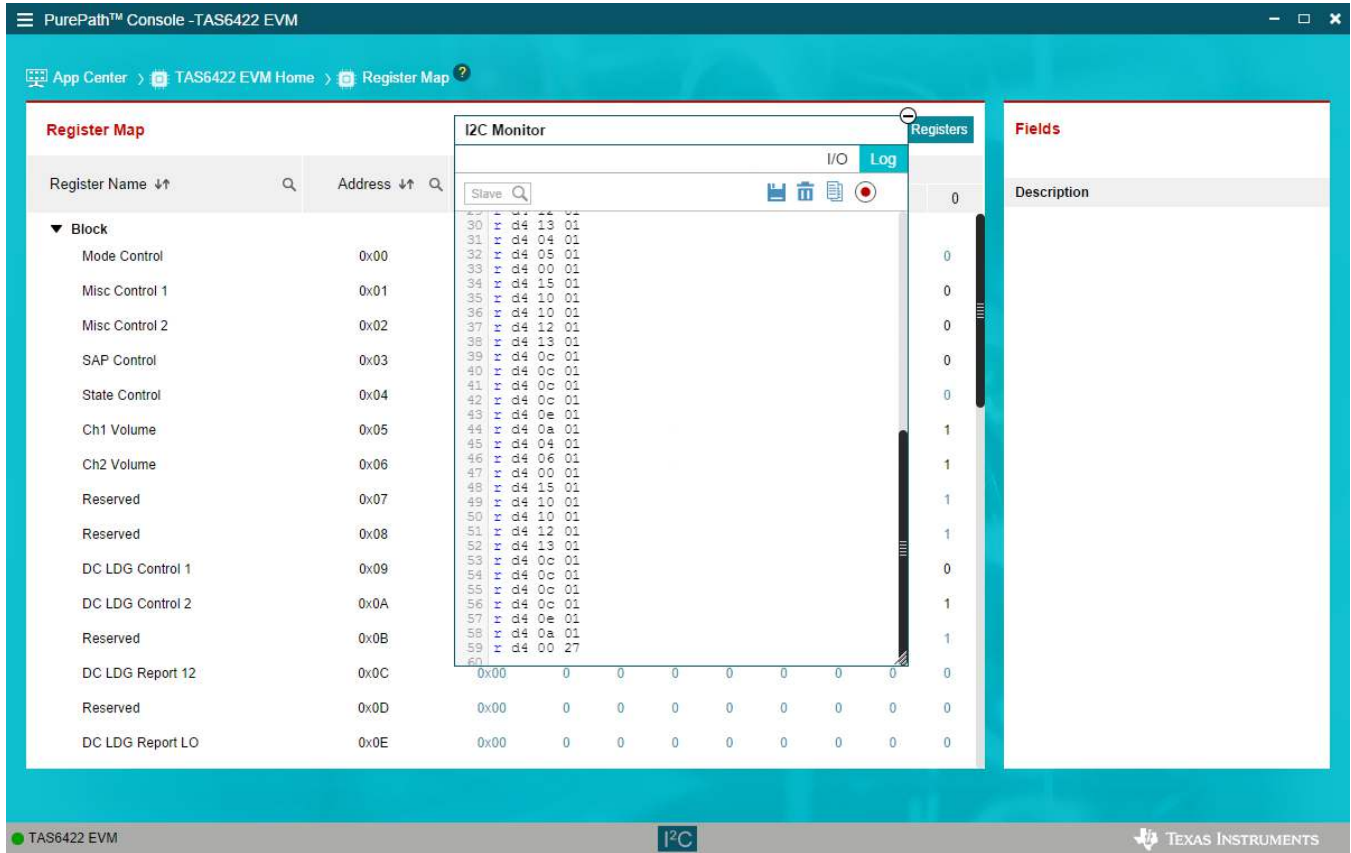 PurePath™ Console -TAS6422 EVM
App Center > TAS6422 EVM Home > Register Map ?
Register Map
Registers
Register Name
Address
0
Block
Mode Control 0x00 0
Misc Control 1 0x01 0
Misc Control 2 0x02 0
SAP Control 0x03 0
State Control 0x04 0
Ch1 Volume 0x05 1
Ch2 Volume 0x06 1
Reserved 0x07 1
Reserved 0x08 1
DC LDG Control 1 0x09 0
DC LDG Control 2 0x0A 1
Reserved 0x0B 1
DC LDG Report 12 0x0C 0x00 0 0 0 0 0 0 0 0
Reserved 0x0D 0x00 0 0 0 0 0 0 0 0
DC LDG Report LO 0x0E 0x00 0 0 0 0 0 0 0 0
I2C Monitor
I/O Log
Slave
30 r d4 13 01
31 r d4 04 01
32 r d4 05 01
33 r d4 00 01
34 r d4 15 01
35 r d4 10 01
36 r d4 10 01
37 r d4 12 01
38 r d4 13 01
39 r d4 0c 01
40 r d4 0c 01
41 r d4 0c 01
42 r d4 0c 01
43 r d4 0e 01
44 r d4 0a 01
45 r d4 04 01
46 r d4 06 01
47 r d4 00 01
48 r d4 15 01
49 r d4 10 01
50 r d4 10 01
51 r d4 12 01
52 r d4 13 01
53 r d4 0c 01
54 r d4 0c 01
55 r d4 0c 01
56 r d4 0c 01
57 r d4 0e 01
58 r d4 0a 01
59 r d4 00 27
60
Fields
Description
TAS6422 EVM
I²C
TEXAS INSTRUMENTS